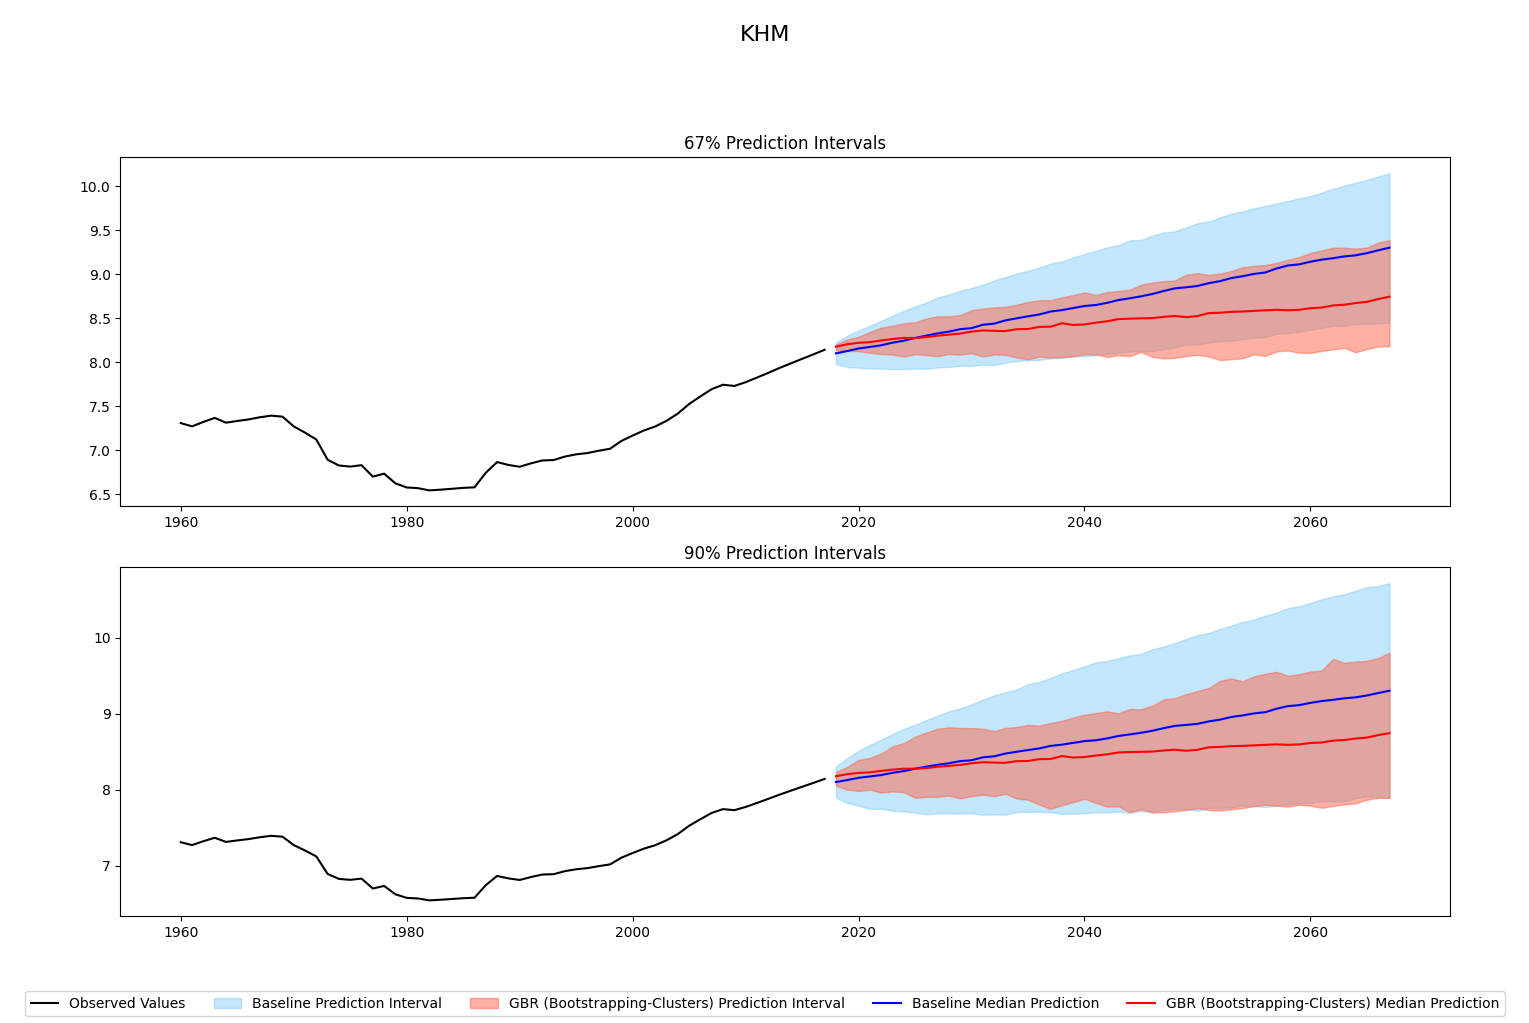 KHM
67% Prediction Intervals
10.0
9.5
9.0
8.5
8.0
7.5
7.0
6.5
1960 1980 2000 2020 2040 2060
90% Prediction Intervals
10
9
8
7
1960 1980 2000 2020 2040 2060
Observed Values Baseline Prediction Interval GBR (Bootstrapping-Clusters) Prediction Interval Baseline Median Prediction GBR (Bootstrapping-Clusters) Median Prediction